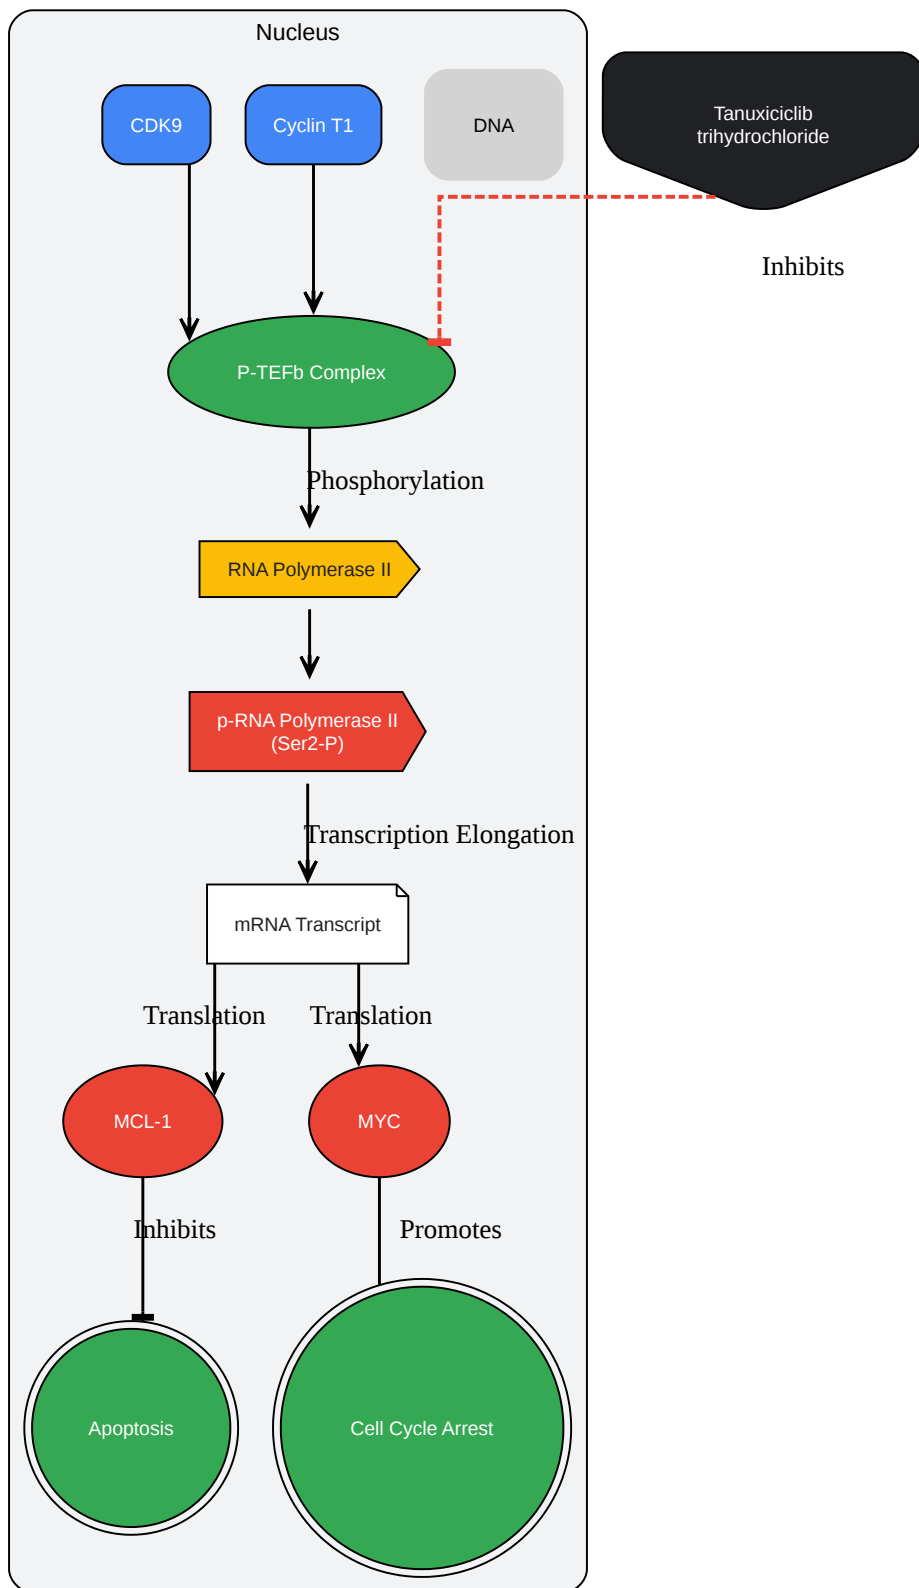 Nucleus
CDK9
Cyclin T1
DNA
Tanuxiciclib
trihydrochloride
Inhibits
P-TEFb Complex
Phosphorylation
RNA Polymerase II
p-RNA Polymerase II
(Ser2-P)
Transcription Elongation
mRNA Transcript
Translation
Translation
MCL-1
MYC
Inhibits
Promotes
Apoptosis
Cell Cycle Arrest